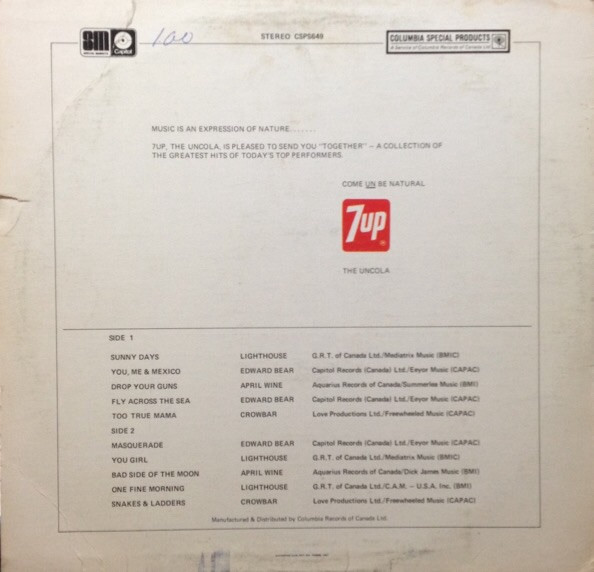 SM
Capitol
100
STEREO CSPS649
COLUMBIA SPECIAL PRODUCTS
A Service of Columbia Records of Canada Ltd.
MUSIC IS AN EXPRESSION OF NATURE.......
7UP, THE UNCOLA, IS PLEASED TO SEND YOU "TOGETHER" – A COLLECTION OF
THE GREATEST HITS OF TODAY'S TOP PERFORMERS.
COME UN BE NATURAL
7up
THE UNCOLA
SIDE 1
SUNNY DAYS LIGHTHOUSE G.R.T. of Canada Ltd./Mediatrix Music (BMIC)
YOU, ME & MEXICO EDWARD BEAR Capitol Records (Canada) Ltd./Eeyor Music (CAPAC)
DROP YOUR GUNS APRIL WINE Aquarius Records of Canada/Summerlea Music (BMI)
FLY ACROSS THE SEA EDWARD BEAR Capitol Records (Canada) Ltd./Eeyor Music (CAPAC)
TOO TRUE MAMA CROWBAR Love Productions Ltd./Freewheeled Music (CAPAC)
SIDE 2
MASQUERADE EDWARD BEAR Capitol Records (Canada) Ltd./Eeyor Music (CAPAC)
YOU GIRL LIGHTHOUSE G.R.T. of Canada Ltd./Mediatrix Music (BMIC)
BAD SIDE OF THE MOON APRIL WINE Aquarius Records of Canada/Dick James Music (BMI)
ONE FINE MORNING LIGHTHOUSE G.R.T. of Canada Ltd./C.A.M. – U.S.A. Inc. (BMI)
SNAKES & LADDERS CROWBAR Love Productions Ltd./Freewheeled Music (CAPAC)
Manufactured & Distributed by Columbia Records of Canada Ltd.